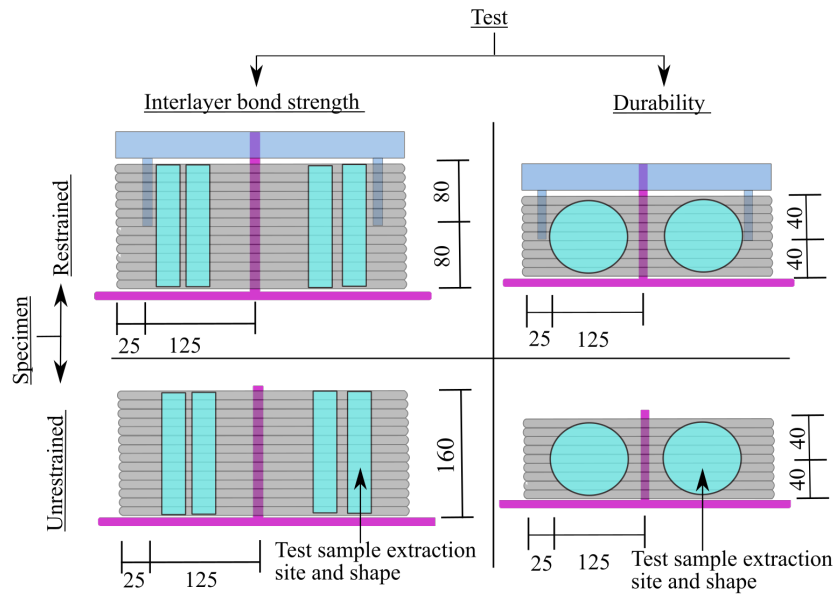 Test
Interlayer bond strength
Durability
Specimen
Restrained
80
80
25
125
40
40
25
125
Unrestrained
160
25
125
Test sample extraction
site and shape
40
40
25
125
Test sample extraction
site and shape